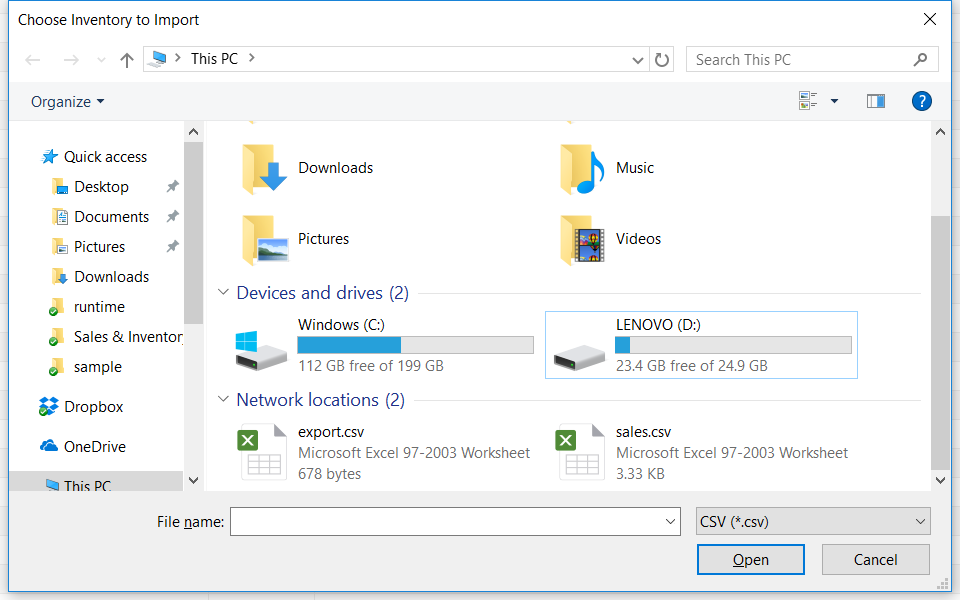 Choose Inventory to Import
This PC
Search This PC
Organize
?
Quick access
Desktop
Documents
Pictures
Downloads
runtime
Sales & Inventory
sample
Dropbox
OneDrive
This PC
Downloads
Music
Pictures
Videos
Devices and drives (2)
Windows (C:)
112 GB free of 199 GB
LENOVO (D:)
23.4 GB free of 24.9 GB
Network locations (2)
export.csv
Microsoft Excel 97-2003 Worksheet
678 bytes
sales.csv
Microsoft Excel 97-2003 Worksheet
3.33 KB
File name:
CSV (*.csv)
Open
Cancel